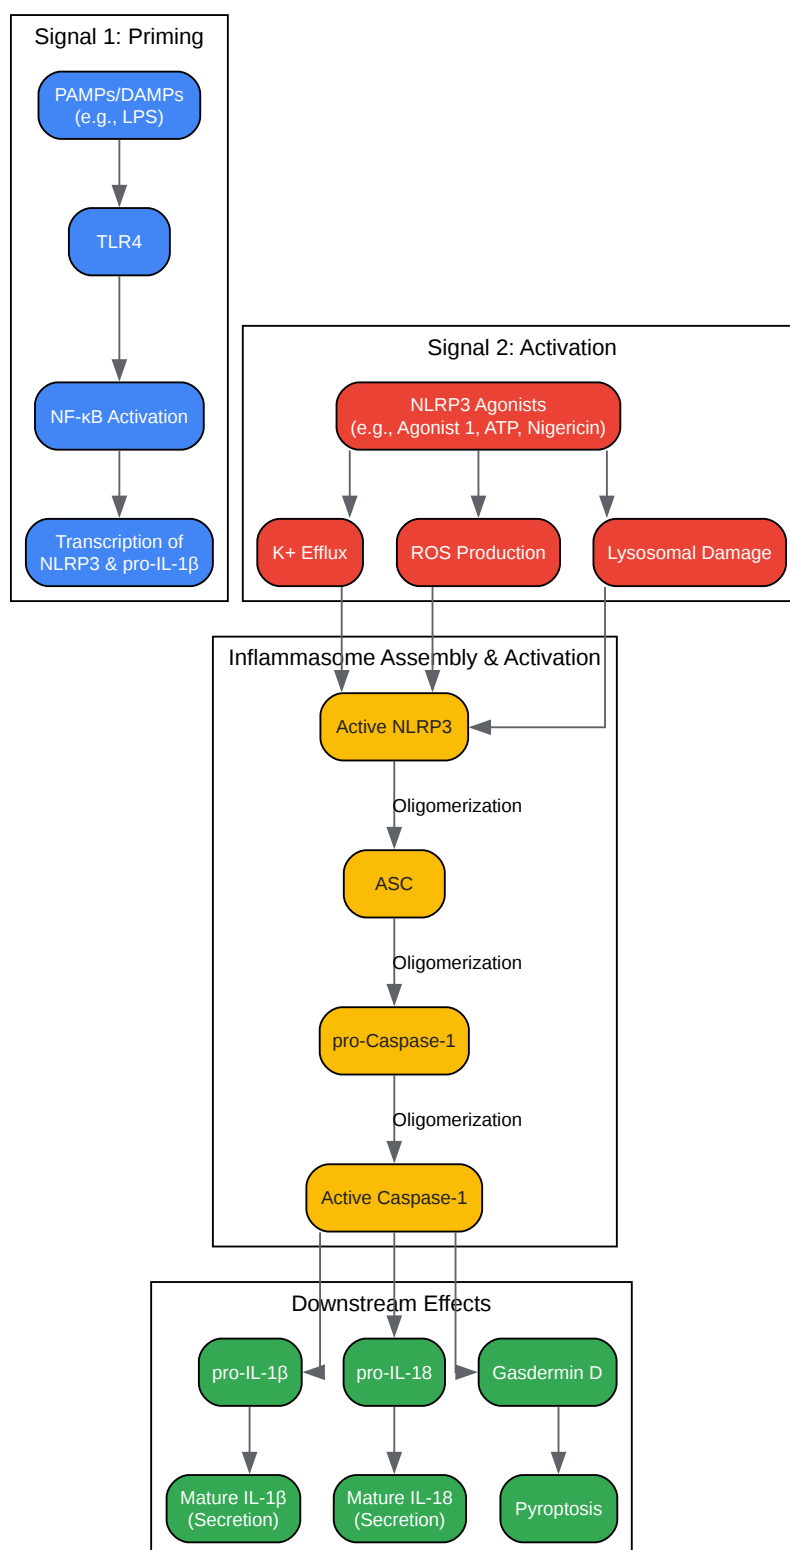 Signal 1: Priming
PAMPs/DAMPs
(e.g., LPS)
TLR4
NF-κB Activation
Transcription of
NLRP3 & pro-IL-1β
Signal 2: Activation
NLRP3 Agonists
(e.g., Agonist 1, ATP, Nigericin)
K+ Efflux
ROS Production
Lysosomal Damage
Inflammasome Assembly & Activation
Active NLRP3
Oligomerization
ASC
Oligomerization
pro-Caspase-1
Oligomerization
Active Caspase-1
Downstream Effects
pro-IL-1β
pro-IL-18
Gasdermin D
Mature IL-1β
(Secretion)
Mature IL-18
(Secretion)
Pyroptosis